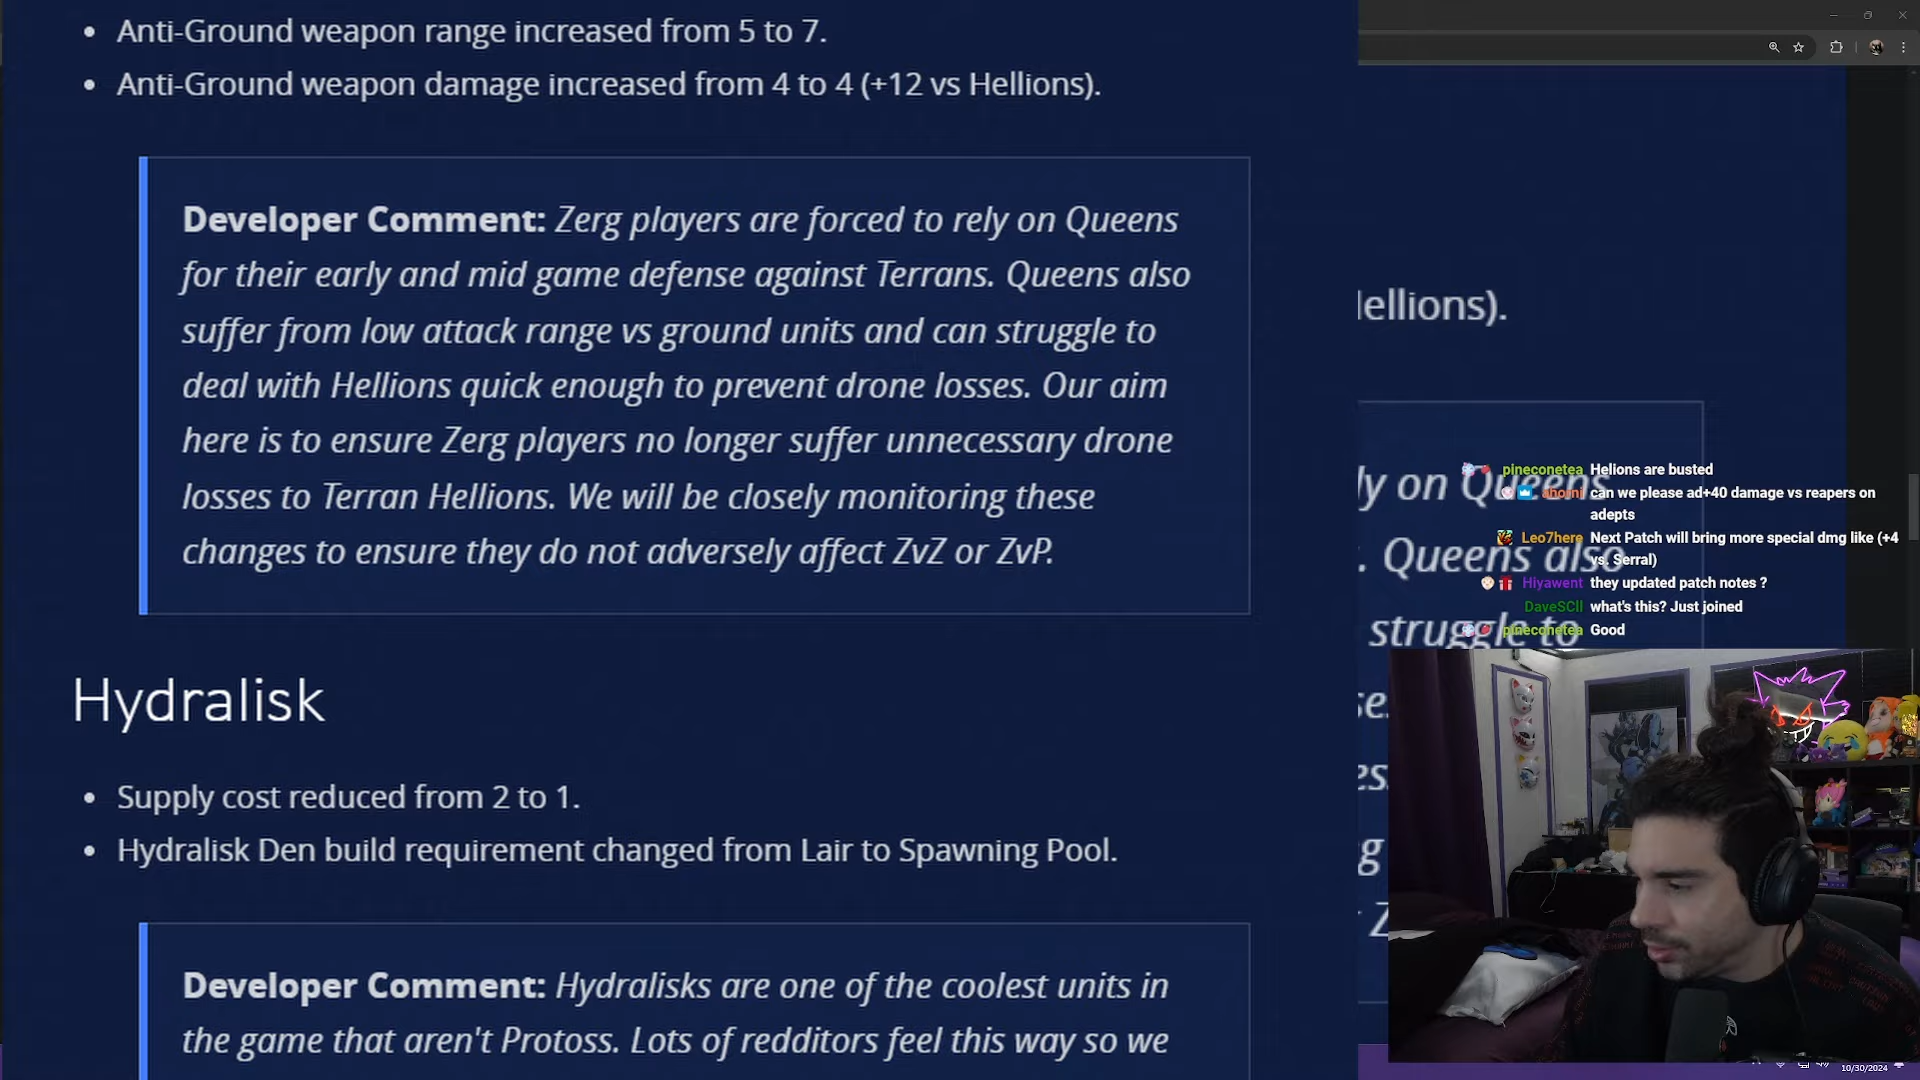 Anti-Ground weapon range increased from 5 to 7.
Anti-Ground weapon damage increased from 4 to 4 (+12 vs Hellions).
Developer Comment: Zerg players are forced to rely on Queens
for their early and mid game defense against Terrans. Queens also
suffer from low attack range vs ground units and can struggle to
deal with Hellions quick enough to prevent drone losses. Our aim
here is to ensure Zerg players no longer suffer unnecessary drone
losses to Terran Hellions. We will be closely monitoring these
changes to ensure they do not adversely affect ZvZ or ZvP.
Hydralisk
Supply cost reduced from 2 to 1.
Hydralisk Den build requirement changed from Lair to Spawning Pool.
Developer Comment: Hydralisks are one of the coolest units in
the game that aren't Protoss. Lots of redditors feel this way so we
ellions).
y on Queens
. Queens also
struggle to
pineconetea Helions are busted
can we please ad+40 damage vs reapers on
adepts
Leo7here Next Patch will bring more special dmg like (+4
vs. Serral)
Hiyawent they updated patch notes ?
DaveSCII what's this? Just joined
pineconetea Good
10/30/2024